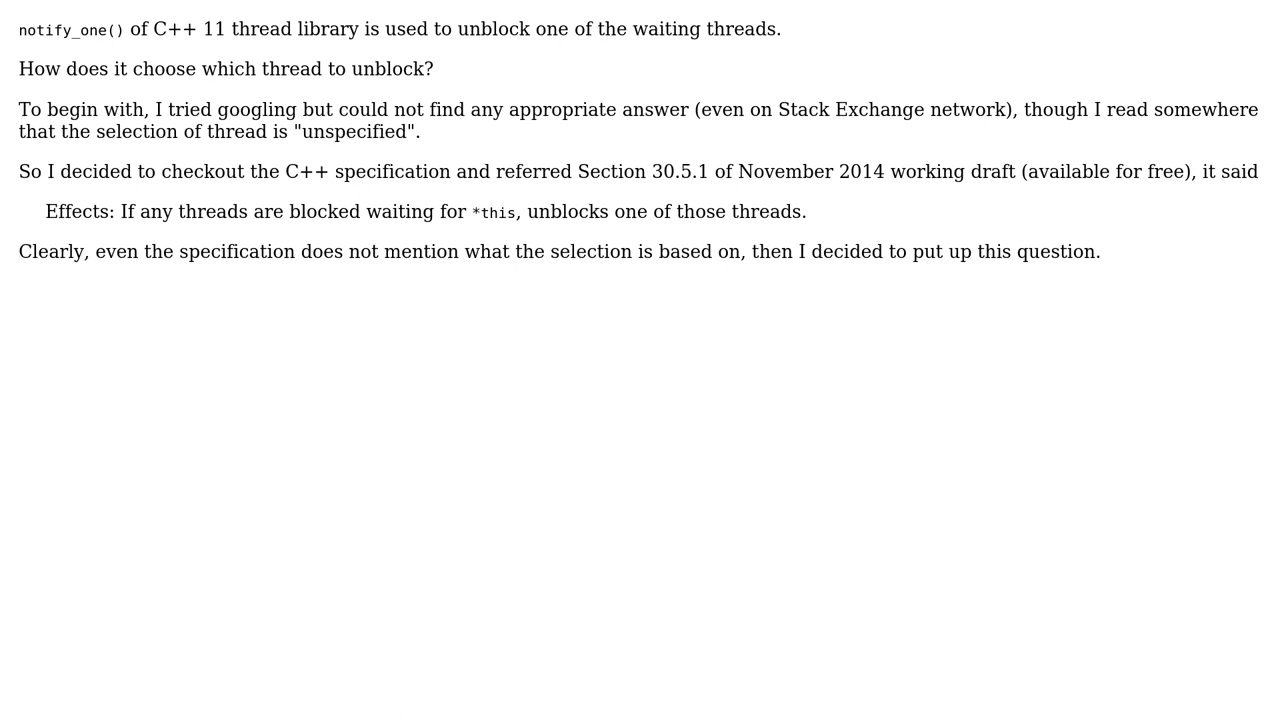 notify_one() of C++ 11 thread library is used to unblock one of the waiting threads.
How does it choose which thread to unblock?
To begin with, I tried googling but could not find any appropriate answer (even on Stack Exchange network), though I read somewhere
that the selection of thread is "unspecified".
So I decided to checkout the C++ specification and referred Section 30.5.1 of November 2014 working draft (available for free), it said
Effects: If any threads are blocked waiting for *this, unblocks one of those threads.
Clearly, even the specification does not mention what the selection is based on, then I decided to put up this question.